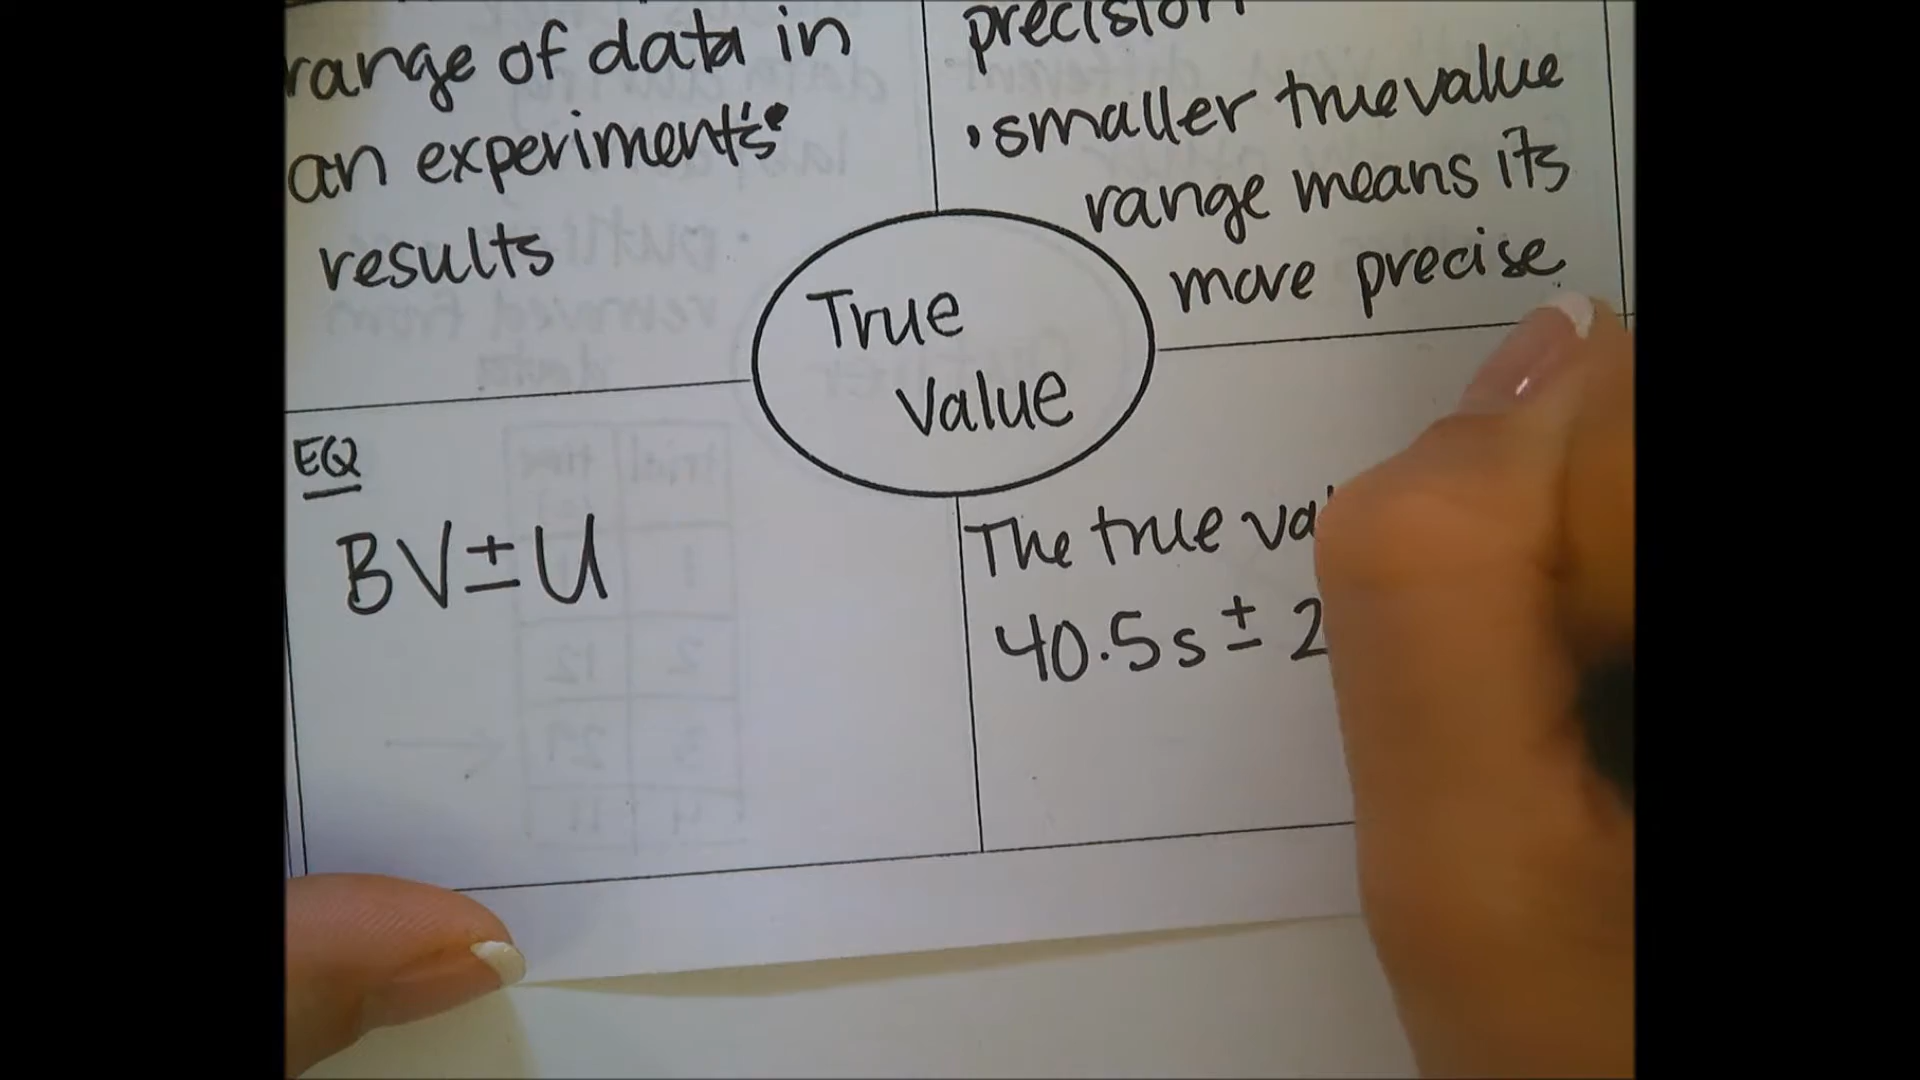 range of data in
an experiment's
results
precision
• smaller true value
range means its
more precise
True
Value
EQ
BV ± U
The true
40.5s ± 2